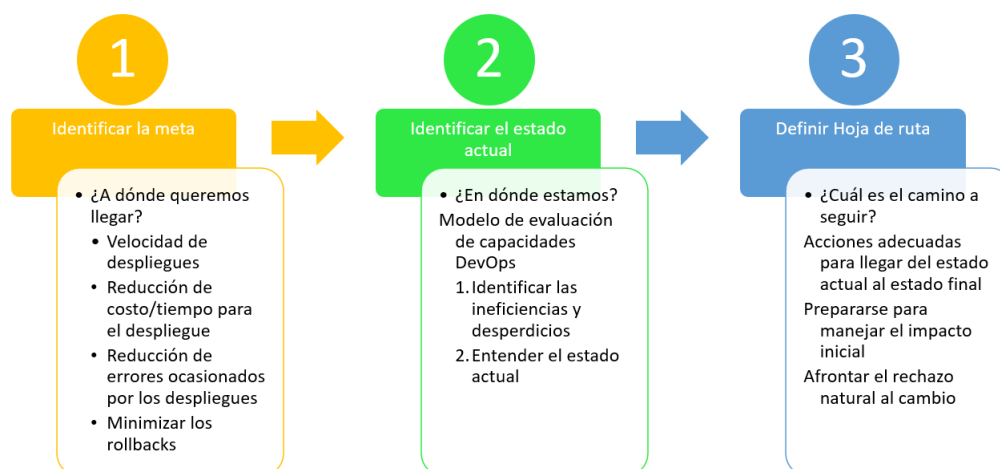 1
Identificar la meta
• ¿A dónde queremos
llegar?
• Velocidad de
despliegues
• Reducción de
costo/tiempo para
el despliegue
• Reducción de
errores ocasionados
por los despliegues
• Minimizar los
rollbacks
2
Identificar el estado
actual
• ¿En dónde estamos?
Modelo de evaluación
de capacidades
DevOps
1. Identificar las
ineficiencias y
desperdicios
2. Entender el estado
actual
3
Definir Hoja de ruta
• ¿Cuál es el camino a
seguir?
Acciones adecuadas
para llegar del estado
actual al estado final
Prepararse para
manejar el impacto
inicial
Afrontar el rechazo
natural al cambio